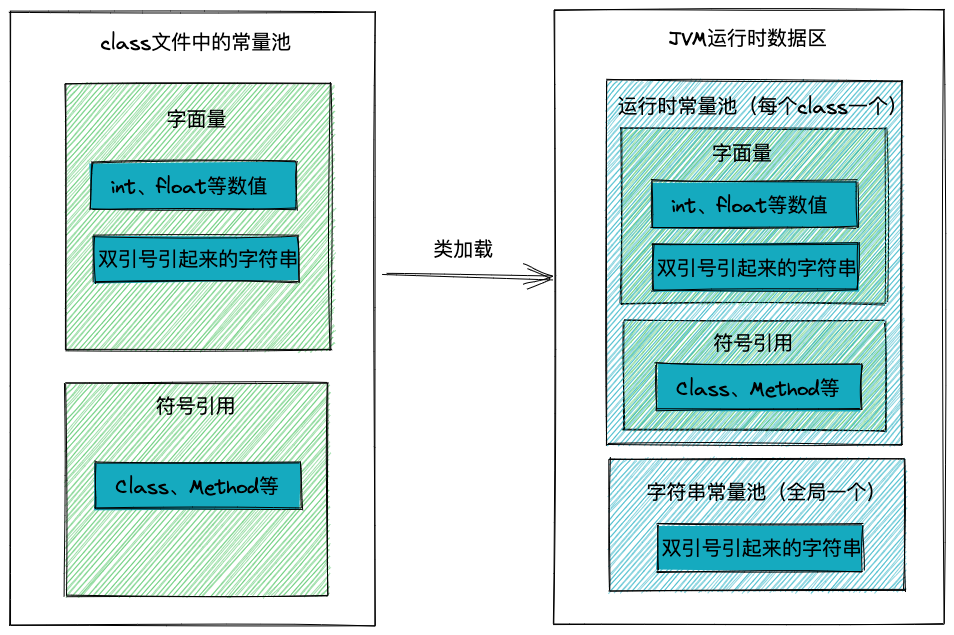 class文件中的常量池
字面量
int、float等数值
双引号引起来的字符串
符号引用
Class、Method等
类加载
JVM运行时数据区
运行时常量池（每个class一个）
字面量
int、float等数值
双引号引起来的字符串
符号引用
Class、Method等
字符串常量池（全局一个）
双引号引起来的字符串